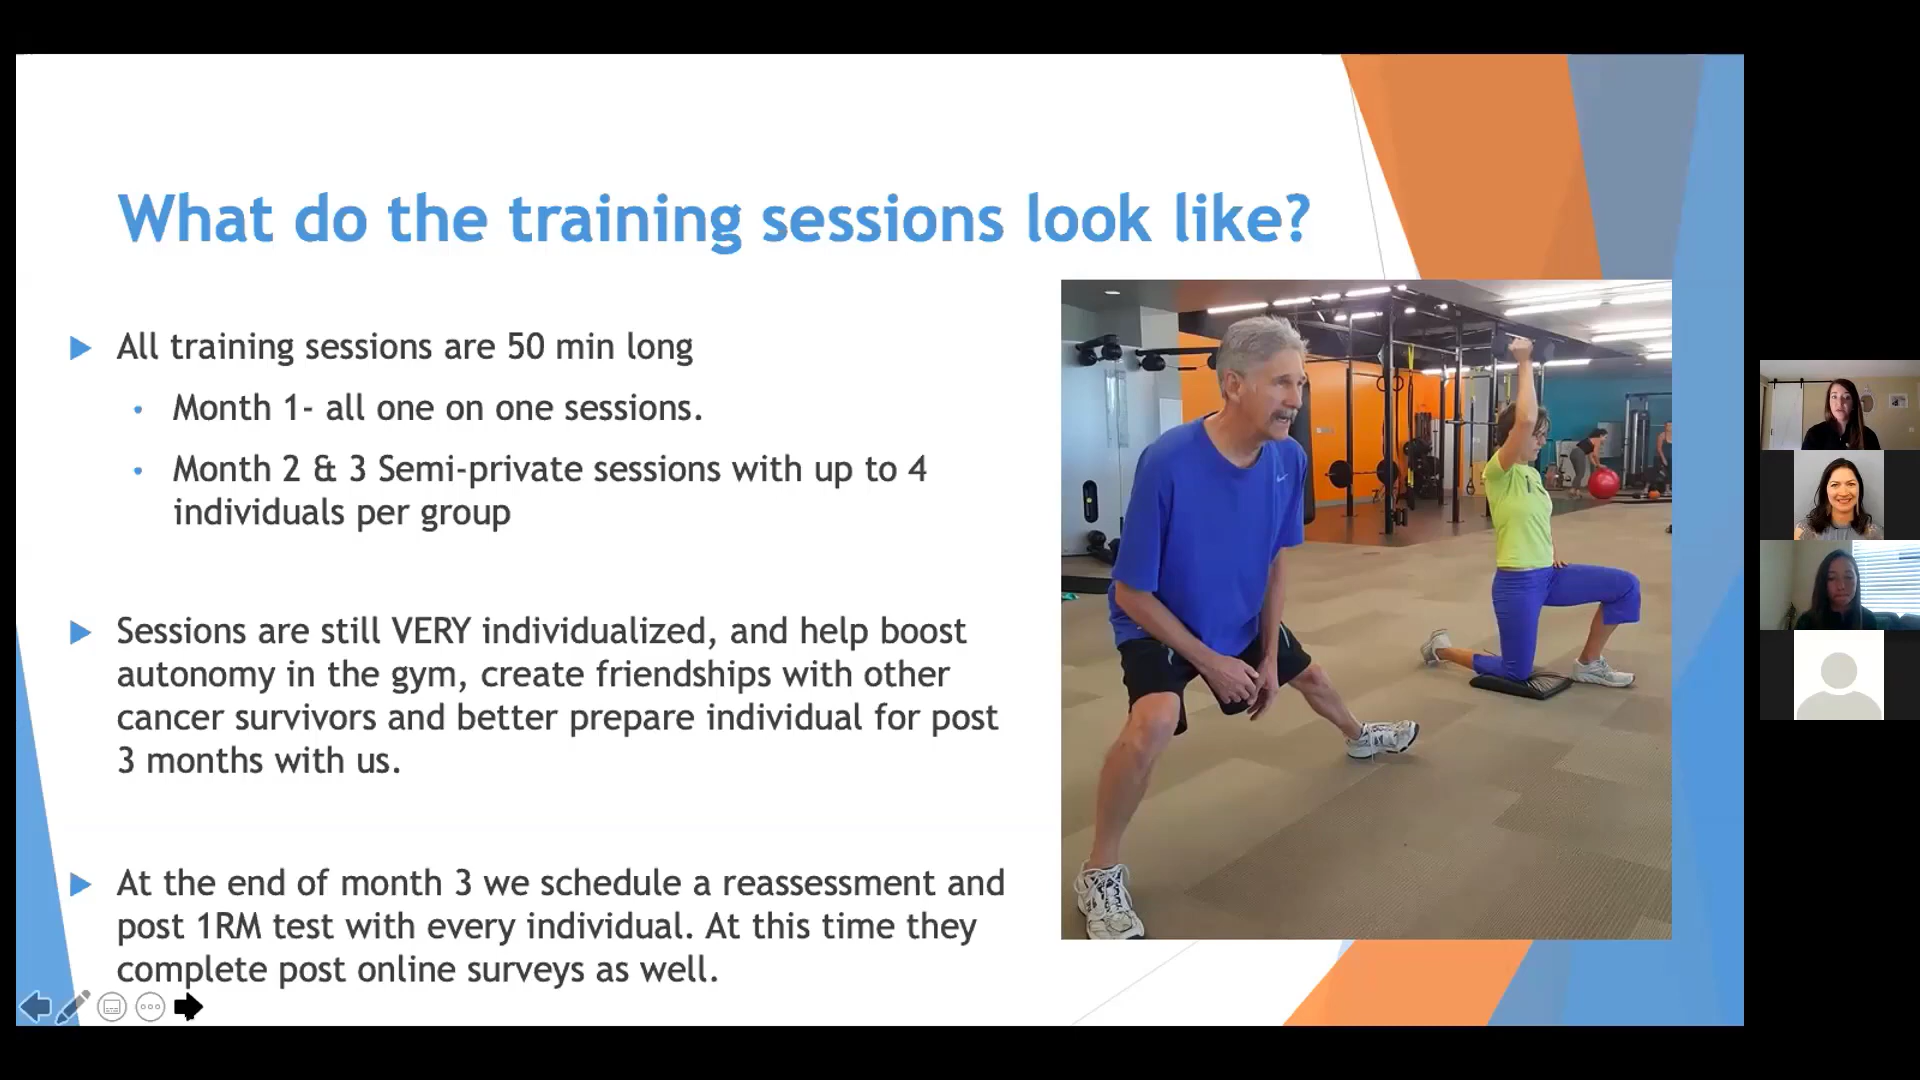 What do the training sessions look like?
All training sessions are 50 min long
Month 1- all one on one sessions.
Month 2 & 3 Semi-private sessions with up to 4
individuals per group
Sessions are still VERY individualized, and help boost
autonomy in the gym, create friendships with other
cancer survivors and better prepare individual for post
3 months with us.
At the end of month 3 we schedule a reassessment and
post 1RM test with every individual. At this time they
complete post online surveys as well.